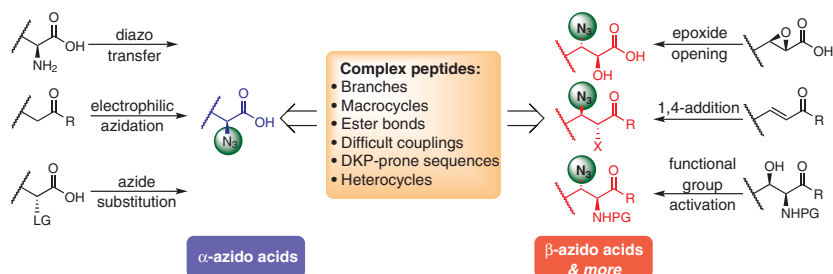 O
OH
NH₂
diazo
transfer
O
R
electrophilic
azidation
O
OH
LG
azide
substitution
O
OH
N₃
α-azido acids
Complex peptides:
• Branches
• Macrocycles
• Ester bonds
• Difficult couplings
• DKP-prone sequences
• Heterocycles
N₃
O
OH
OH
epoxide
opening
O
O
OH
N₃
O
R
X
1,4-addition
O
R
N₃
O
R
NHPG
functional
group
activation
OH
O
R
NHPG
β-azido acids
& more